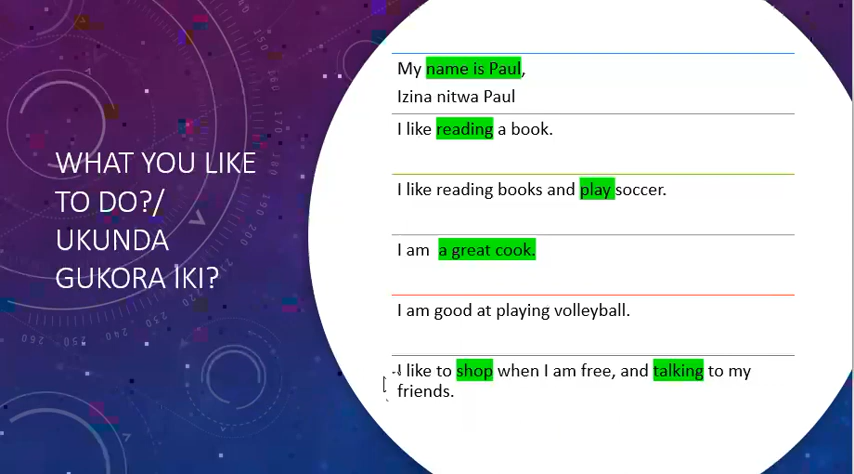 WHAT YOU LIKE
TO DO?/
UKUNDA
GUKORA IKI?
My name is Paul,
Izina nitwa Paul
I like reading a book.
I like reading books and play soccer.
I am a great cook.
I am good at playing volleyball.
I like to shop when I am free, and talking to my
friends.